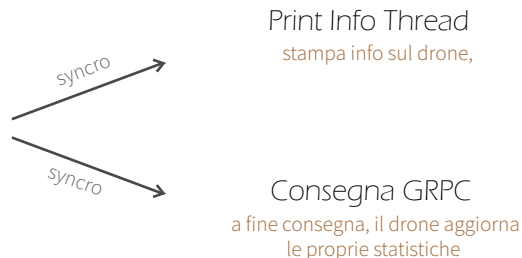 Print Info Thread
stampa info sul drone,
syncro
syncro
Consegna GRPC
a fine consegna, il drone aggiorna
le proprie statistiche